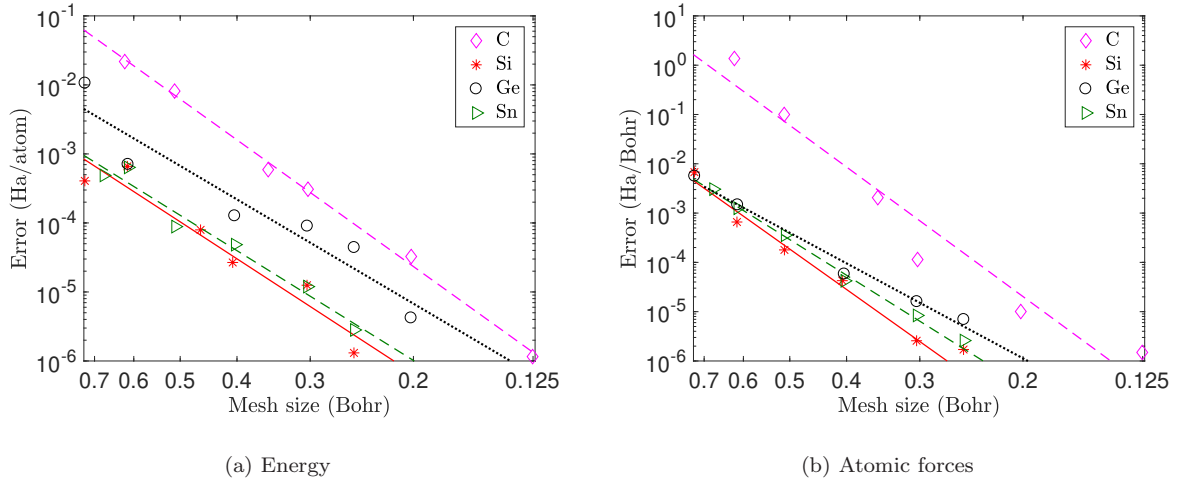 10^-1
10^-2
10^-3
10^-4
10^-5
10^-6
Error (Ha/atom)
0.7 0.6 0.5 0.4 0.3 0.2 0.125
Mesh size (Bohr)
C
Si
Ge
Sn
(a) Energy
10^1
10^0
10^-1
10^-2
10^-3
10^-4
10^-5
10^-6
Error (Ha/Bohr)
0.7 0.6 0.5 0.4 0.3 0.2 0.125
Mesh size (Bohr)
C
Si
Ge
Sn
(b) Atomic forces